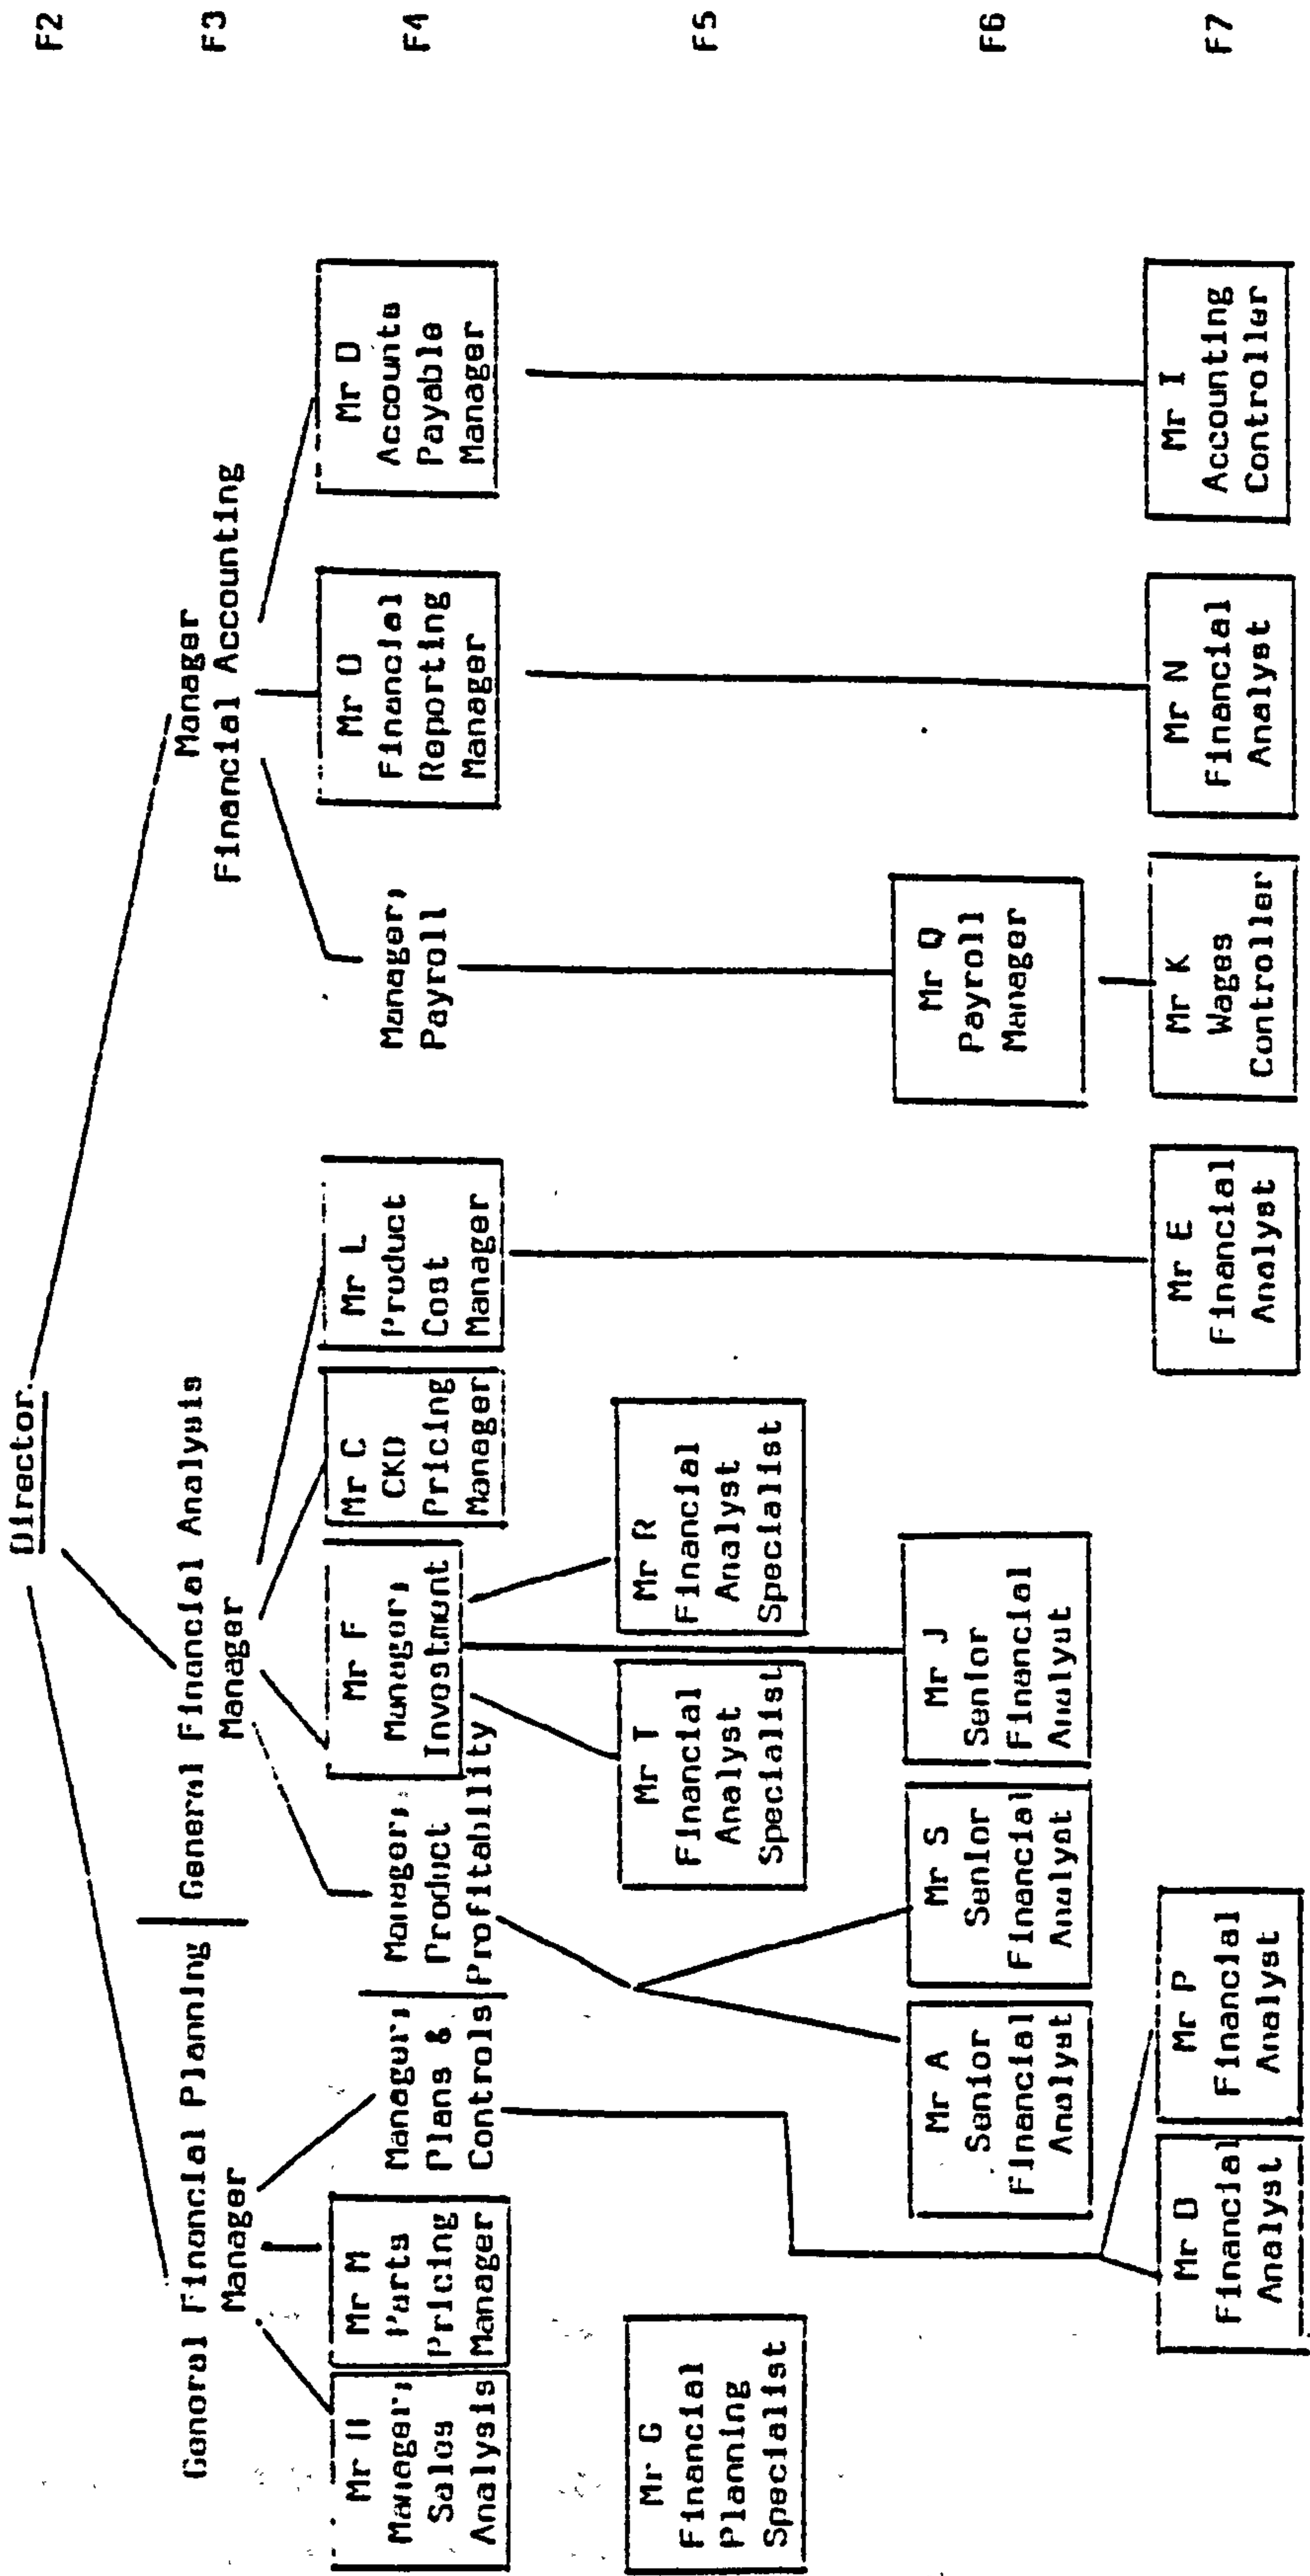 Director F2
General Financial Planning
Manager
General Financial Analysis
Manager
Manager
Financial Accounting
F3
Mr H
Manager;
Sales
Analysis
Mr M
Parts
Pricing
Manager
Manager;
Plans &
Controls
Manager;
Product
Profitability
Mr F
Manager;
Investment
Mr C
CKD
Pricing
Manager
Mr L
Product
Cost
Manager
Manager;
Payroll
Mr O
Financial
Reporting
Manager
Mr D
Accounts
Payable
Manager
F4
Mr G
Financial
Planning
Specialist
Mr T
Financial
Analyst
Specialist
Mr R
Financial
Analyst
Specialist
F5
Mr A
Senior
Financial
Analyst
Mr S
Senior
Financial
Analyst
Mr J
Senior
Financial
Analyst
Mr Q
Payroll
Manager
F6
Mr
Financial
Analyst
Mr P
Financial
Analyst
Mr E
Financial
Analyst
Mr K
Wages
Controller
Mr N
Financial
Analyst
Mr I
Accounting
Controller
F7